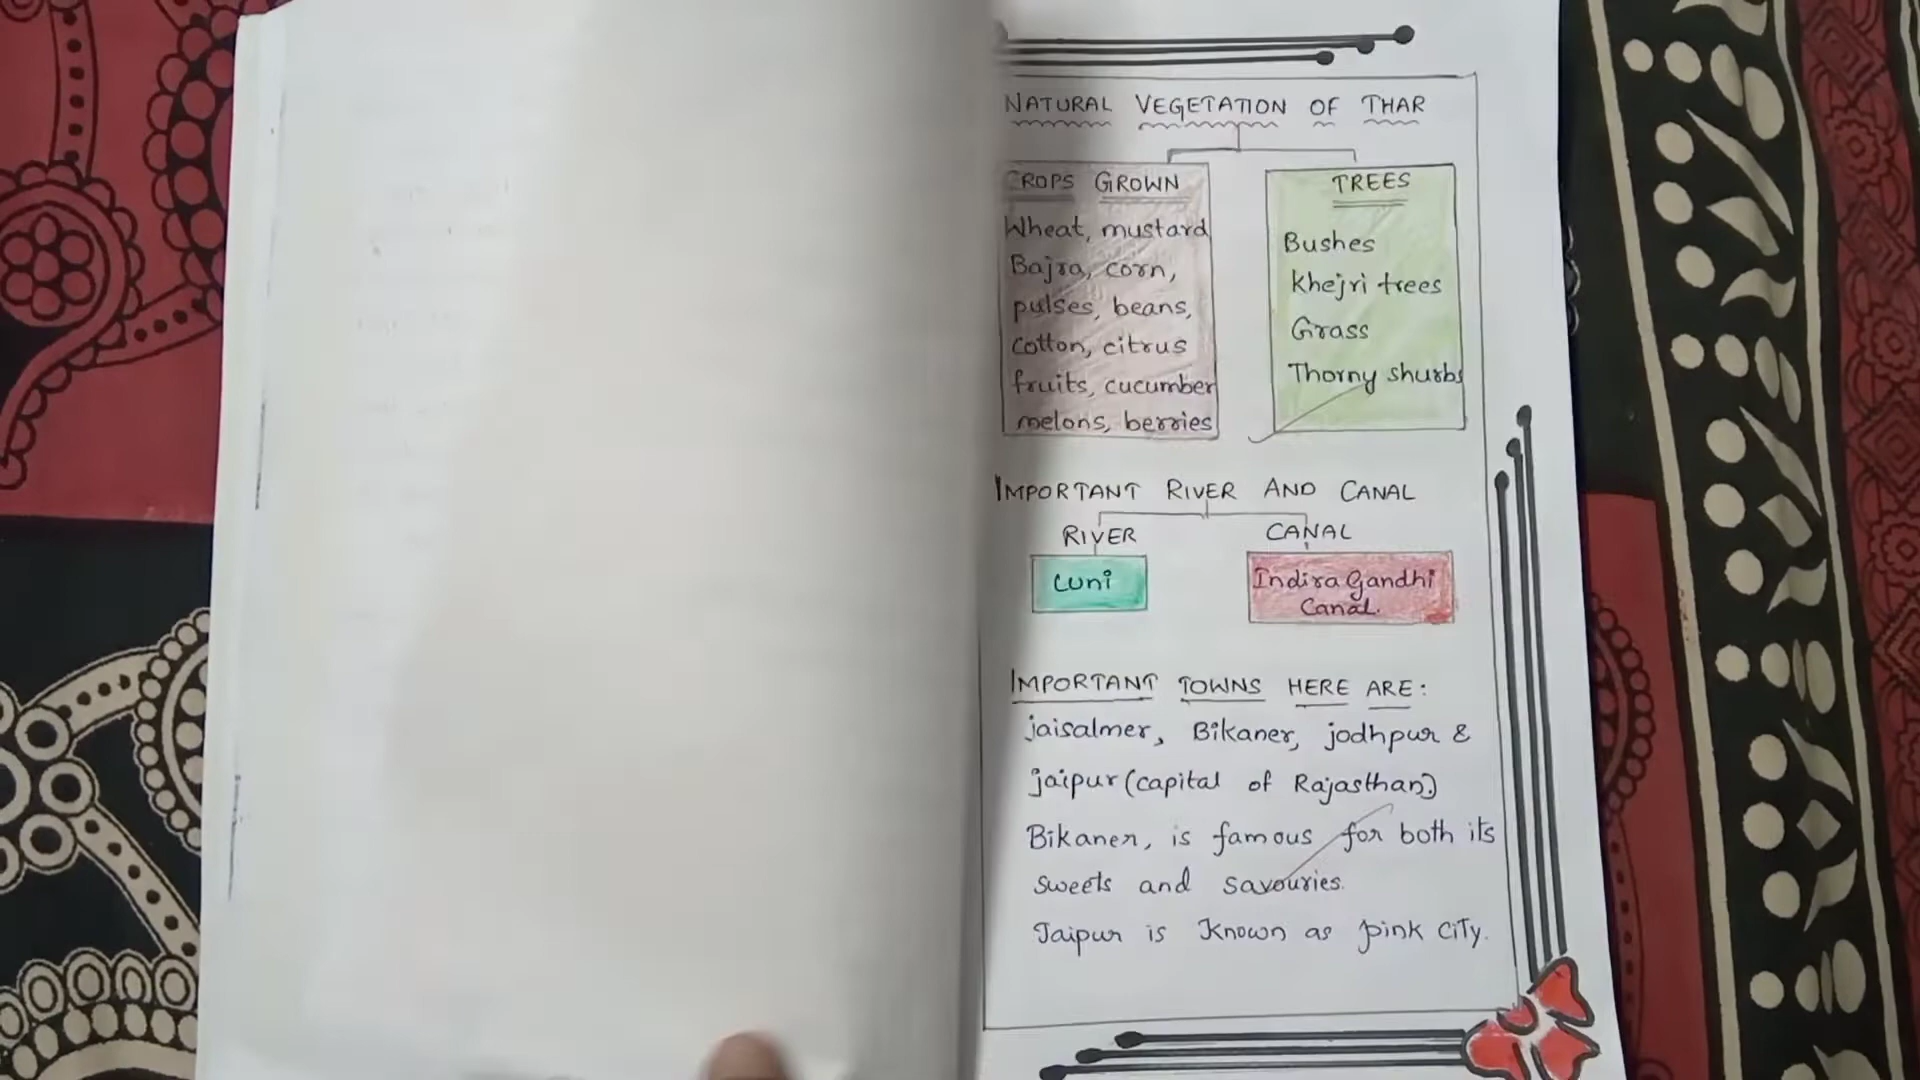 NATURAL VEGETATION OF THAR
CROPS GROWN
Wheat, mustard
Bajra, corn,
pulses, beans,
cotton, citrus
fruits, cucumber
melons, berries
TREES
Bushes
Khejri trees
Grass
Thorny shurbs
IMPORTANT RIVER AND CANAL
RIVER
Luni
CANAL
Indira Gandhi
Canal.
IMPORTANT TOWNS HERE ARE:
jaisalmer, Bikaner, jodhpur &
jaipur (capital of Rajasthan.)
Bikaner, is famous for both its
sweets and savouries.
Jaipur is Known as pink city.